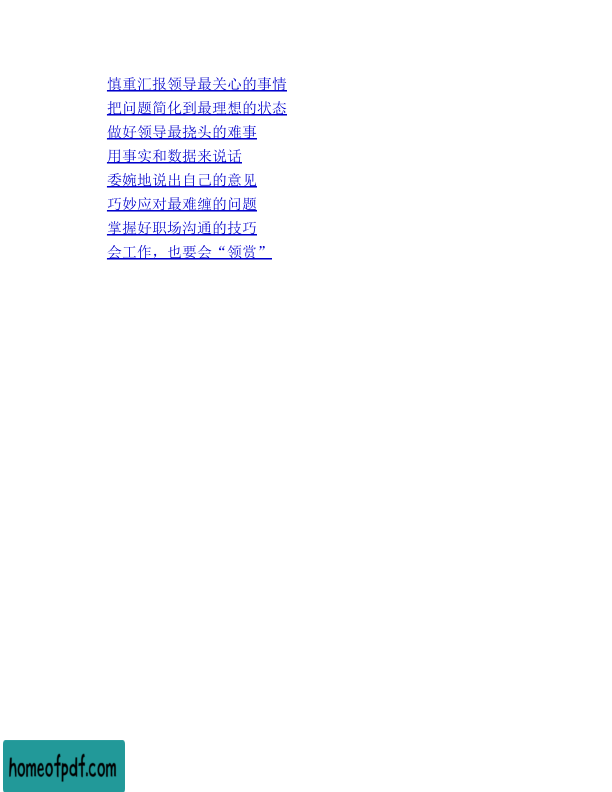 慎重汇报领导最关心的事情
把问题简化到最理想的状态
做好领导最挠头的难事
用事实和数据来说话
委婉地说出自己的意见
巧妙应对最难缠的问题
掌握好职场沟通的技巧
会工作，也要会“领赏”
homeofpdf.com